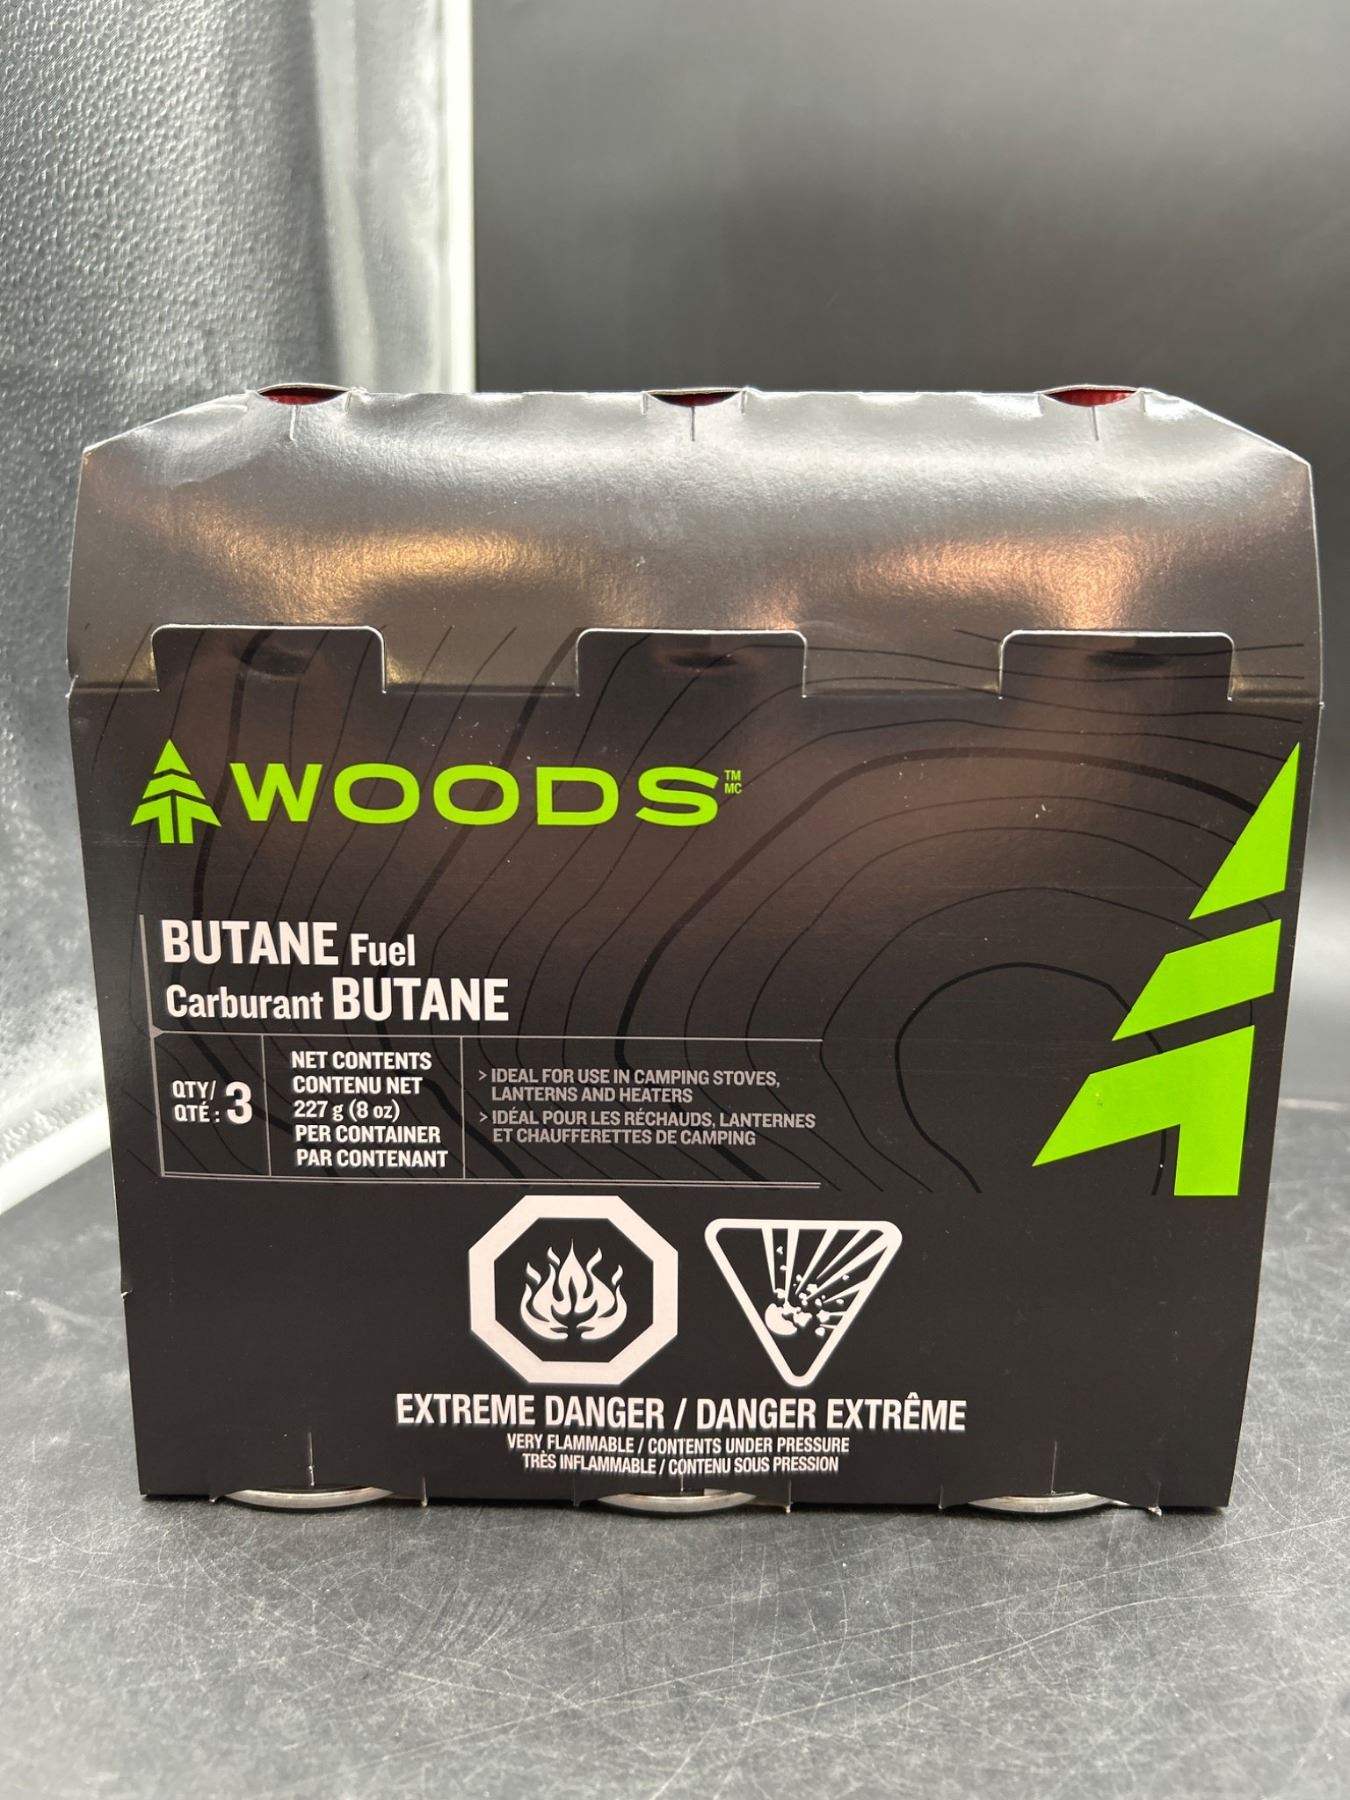 WOODS™ MC
BUTANE Fuel
Carburant BUTANE
QTY/
QTÉ : 3
NET CONTENTS
CONTENU NET
227 g (8 oz)
PER CONTAINER
PAR CONTENANT
> IDEAL FOR USE IN CAMPING STOVES,
LANTERNS AND HEATERS
> IDÉAL POUR LES RÉCHAUDS, LANTERNES
ET CHAUFFERETTES DE CAMPING
EXTREME DANGER / DANGER EXTRÊME
VERY FLAMMABLE / CONTENTS UNDER PRESSURE
TRÈS INFLAMMABLE / CONTENU SOUS PRESSION